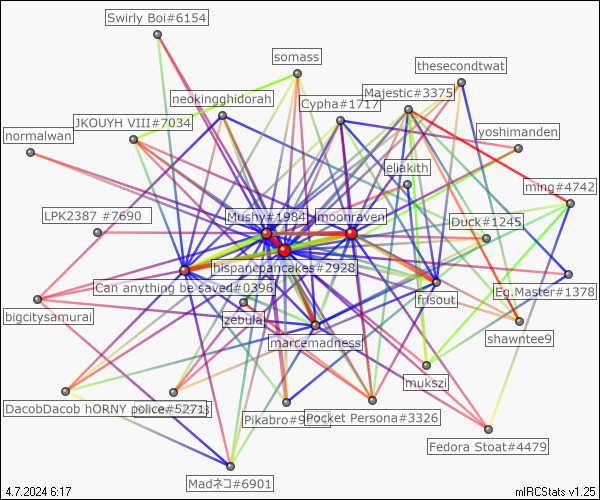 Swirly Boi#6154
somass
thesecondtwat
neokingghidorah
Cypha#1717
Majestic#3375
JKOUYH VIII#7034
yoshimanden
normalwan
eliakith
ming#4742
LPK2387 #7690
Mushy#1984
moonraven
Duck#1245
hispancpancakes#2928
Can anything be saved#0396
Eg.Master#1378
frisout
bigcitysamurai
zebulai
marcemadness
shawntee9
mukszi
DacobDacob hORNY police#5271
Pikabro#9
Pocket Persona#3326
Fedora Stoat#4479
Madネコ#6901
4.7.2024 6:17
mIRCStats v1.25